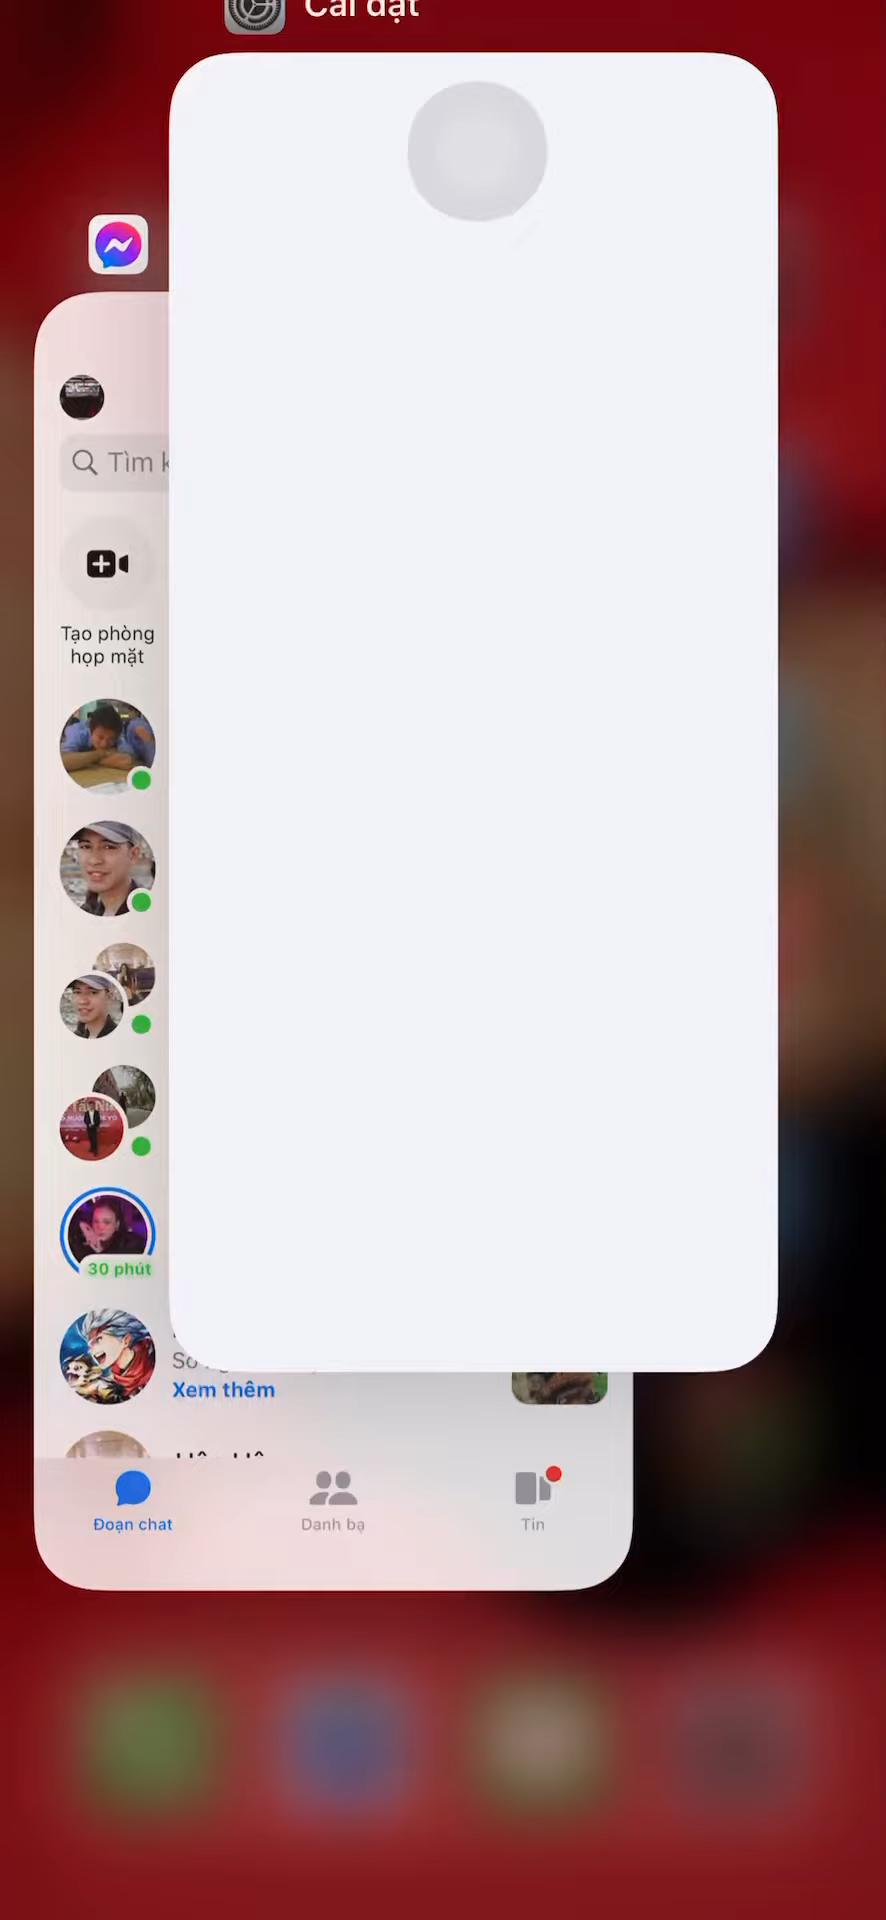 Cài đặt
Tìm
Tạo phòng
họp mặt
30 phút
Xem thêm
Đoạn chat
Danh bạ
Tin